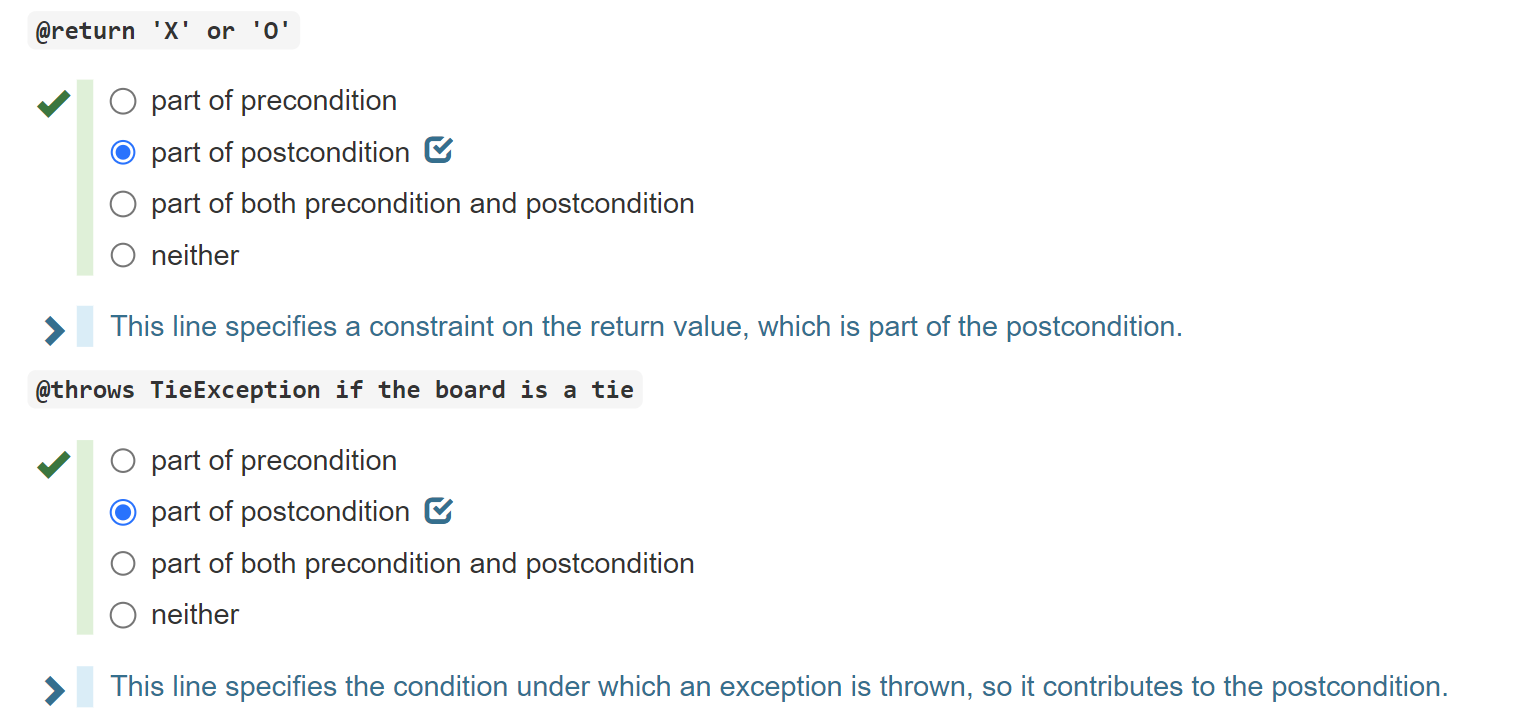 @return 'X' or 'O'
part of precondition
part of postcondition
part of both precondition and postcondition
neither
This line specifies a constraint on the return value, which is part of the postcondition.
@throws TieException if the board is a tie
part of precondition
part of postcondition
part of both precondition and postcondition
neither
This line specifies the condition under which an exception is thrown, so it contributes to the postcondition.